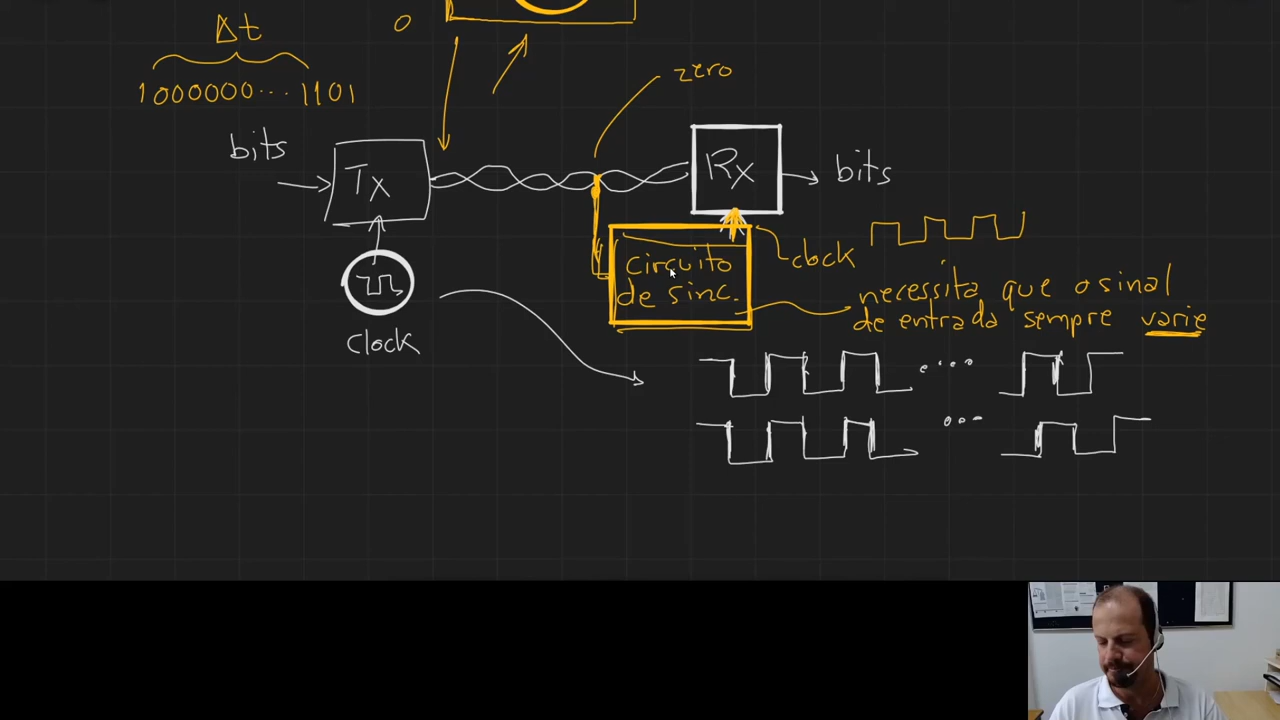 Δt
0
1000000... 1101
zero
bits
Tx
Rx
bits
clock
circuito
de sinc.
clock
necessita que o sinal
de entrada sempre varie